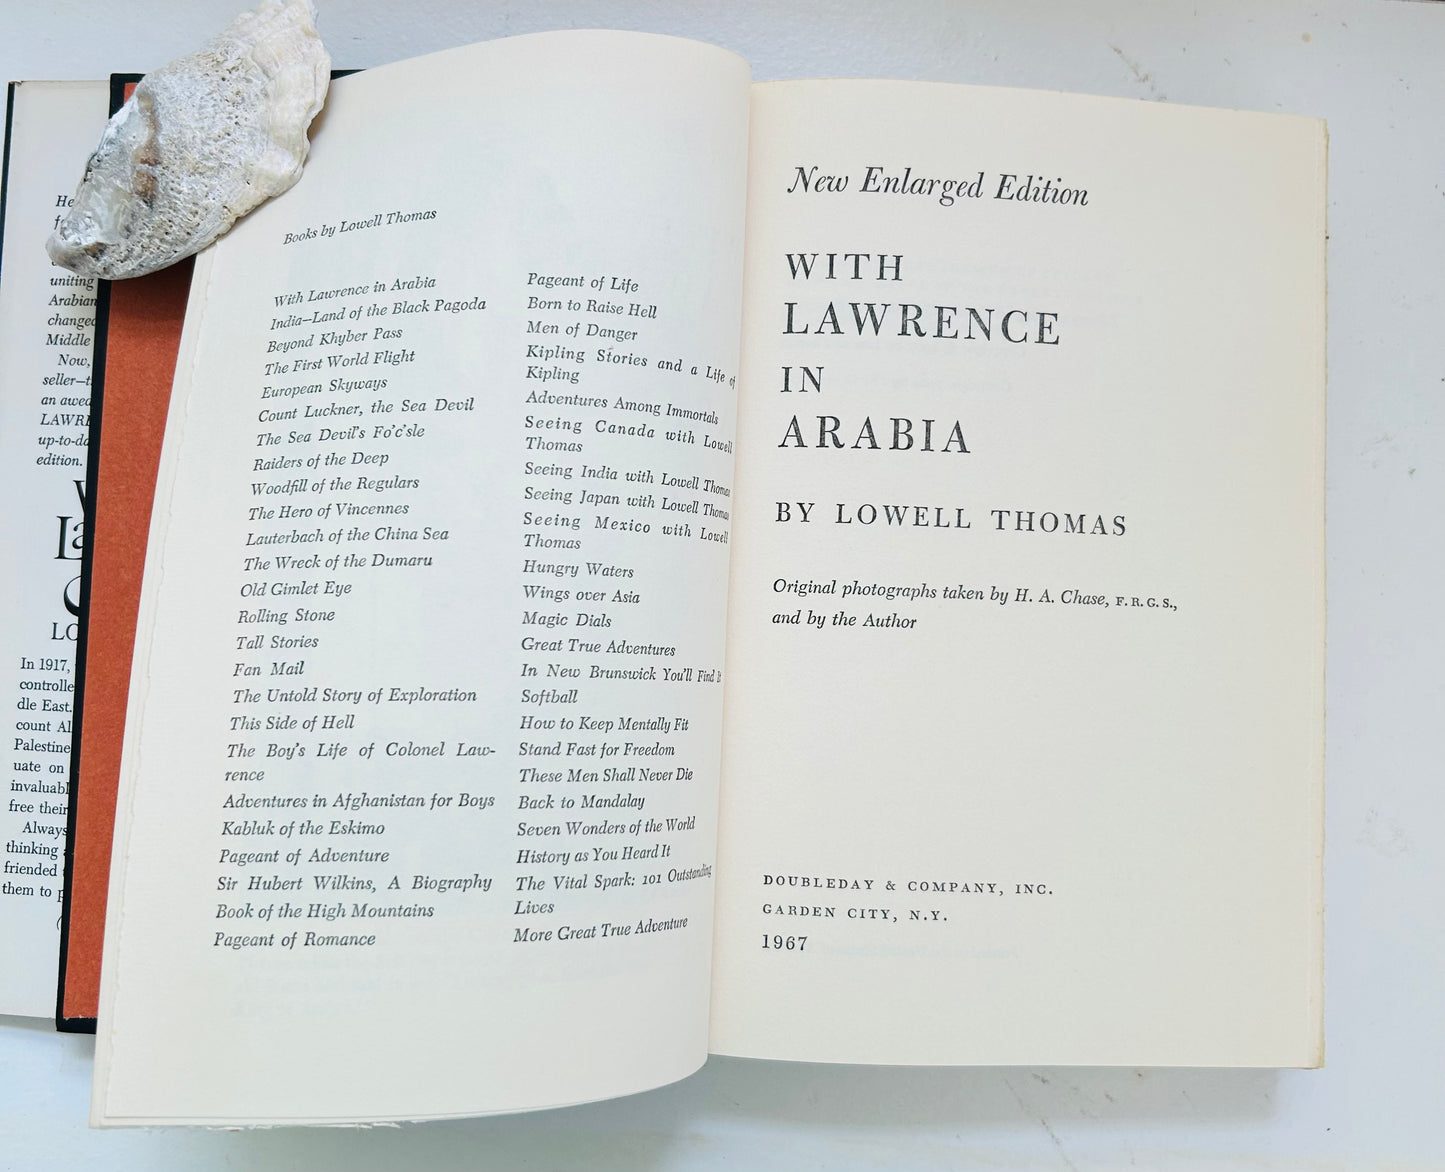 uniting
Arabian
changed
Middle
Now,
an awed
up-to-da
edition.
In 1917,
controlle
dle East.
count Al
Palestine
uate on
invaluabl
free their
Always
thinking
friended
them to
Books by Lowell Thomas
With Lawrence in Arabia
India—Land of the Black Pagoda
Beyond Khyber Pass
The First World Flight
European Skyways
Count Luckner, the Sea Devil
The Sea Devil's Fo'c'sle
Raiders of the Deep
Woodfill of the Regulars
The Hero of Vincennes
Lauterbach of the China Sea
The Wreck of the Dumaru
Old Gimlet Eye
Rolling Stone
Tall Stories
Fan Mail
The Untold Story of Exploration
This Side of Hell
The Boy's Life of Colonel Law-
rence
Adventures in Afghanistan for Boys
Kabluk of the Eskimo
Pageant of Adventure
Sir Hubert Wilkins, A Biography
Book of the High Mountains
Pageant of Romance
Pageant of Life
Born to Raise Hell
Men of Danger
Kipling Stories and a Life of
Kipling
Adventures Among Immortals
Seeing Canada with Lowell
Thomas
Seeing India with Lowell Thomas
Seeing Japan with Lowell Thomas
Seeing Mexico with Lowell
Thomas
Hungry Waters
Wings over Asia
Magic Dials
Great True Adventures
In New Brunswick You'll Find It
Softball
How to Keep Mentally Fit
Stand Fast for Freedom
These Men Shall Never Die
Back to Mandalay
Seven Wonders of the World
History as You Heard It
The Vital Spark: 101 Outstanding
Lives
More Great True Adventure
New Enlarged Edition
WITH
LAWRENCE
IN
ARABIA
BY LOWELL THOMAS
Original photographs taken by H. A. Chase, F.R.G.S.,
and by the Author
DOUBLEDAY & COMPANY, INC.
GARDEN CITY, N.Y.
1967